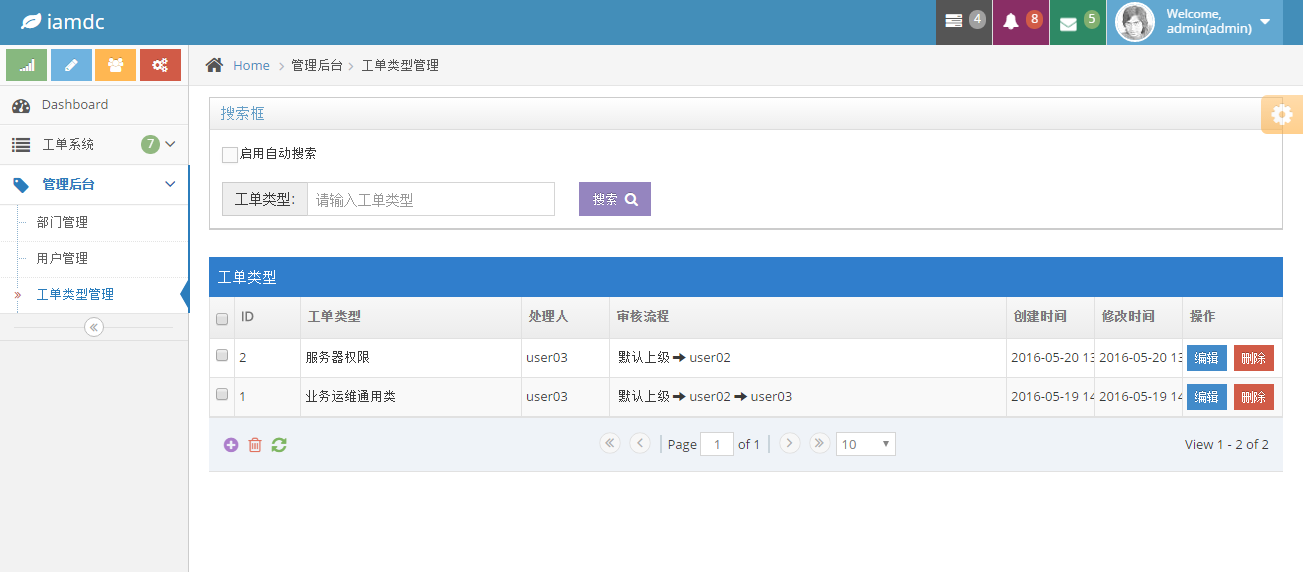 iamdc
4
8
5
Welcome,
admin(admin)
Home
管理后台
工单类型管理
Dashboard
工单系统
7
管理后台
部门管理
用户管理
工单类型管理
搜索框
启用自动搜索
工单类型:
请输入工单类型
搜索
工单类型
ID 工单类型 处理人 审核流程 创建时间 修改时间 操作
2 服务器权限 user03 默认上级 ➡ user02 2016-05-20 13 2016-05-20 13 编辑 删除
1 业务运维通用类 user03 默认上级 ➡ user02 ➡ user03 2016-05-19 14 2016-05-19 14 编辑 删除
Page 1 of 1 10 View 1 - 2 of 2